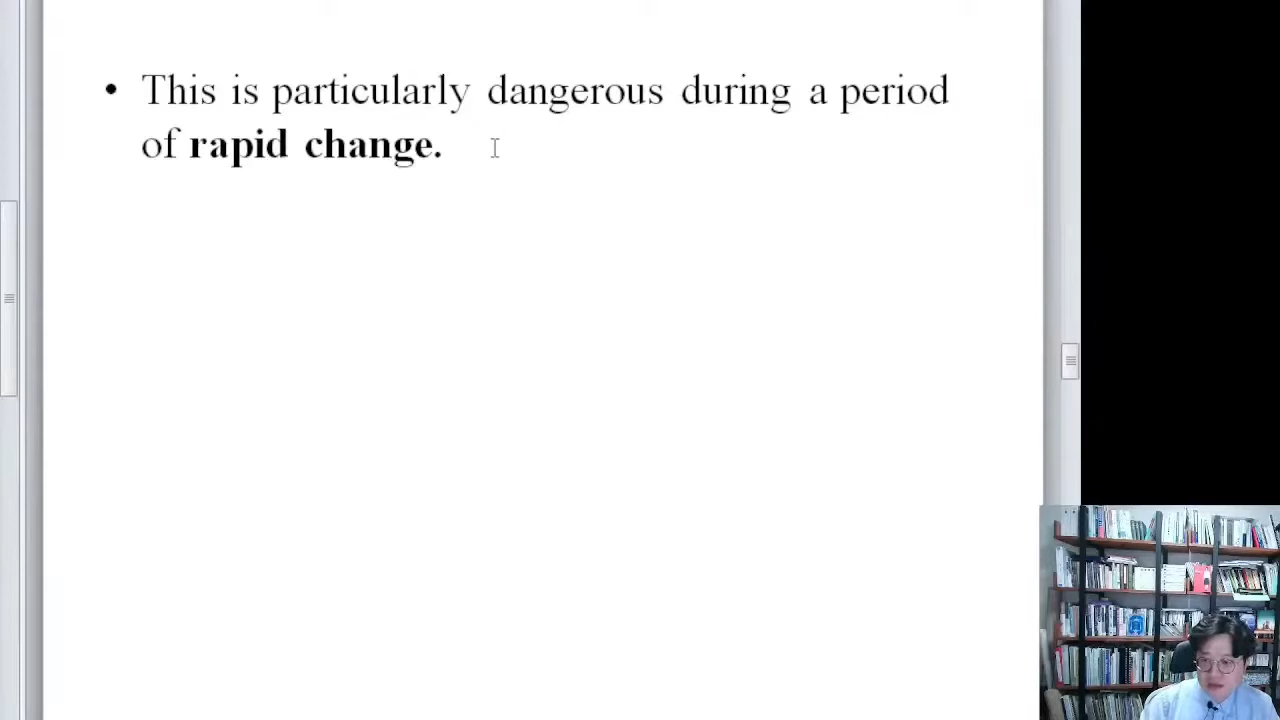 • This is particularly dangerous during a period
of rapid change.